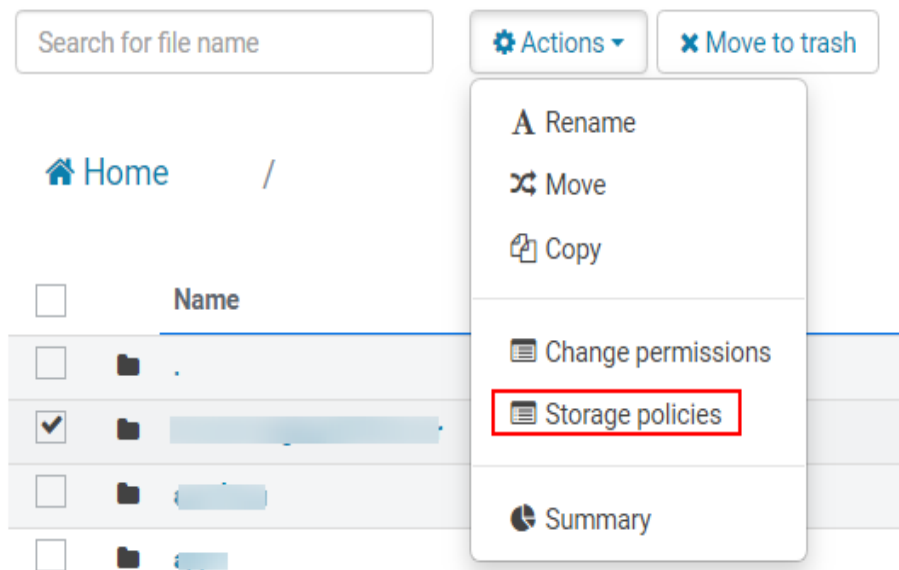 Search for file name
Actions
Move to trash
Rename
Home /
Move
Copy
Name
Change permissions
.
Storage policies
Summary